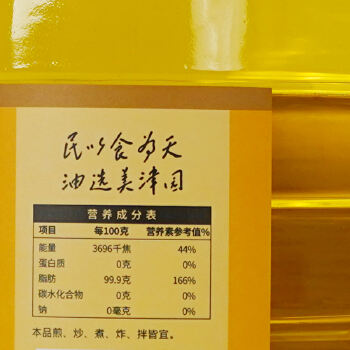 民以食为天
油选美津园
营养成分表
项目 每100克 营养素参考值%
能量 3696千焦 44%
蛋白质 0克 0%
脂肪 99.9克 166%
碳水化合物 0克 0%
钠 0毫克 0%
本品煎、炒、煮、炸、拌皆宜。